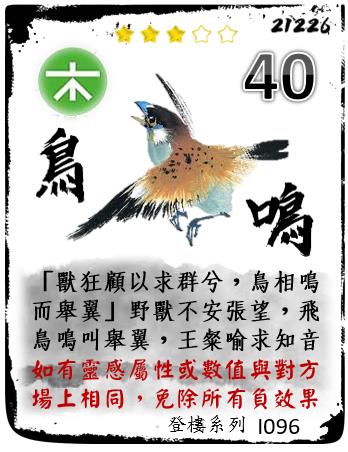 21226
木
40
鳥
鳴
「獸狂顧以求群兮，鳥相鳴
而舉翼」野獸不安張望，飛
鳥鳴叫舉翼，王粲喻求知音
如有靈感屬性或數值與對方
場上相同，免除所有負效果
登樓系列 I096